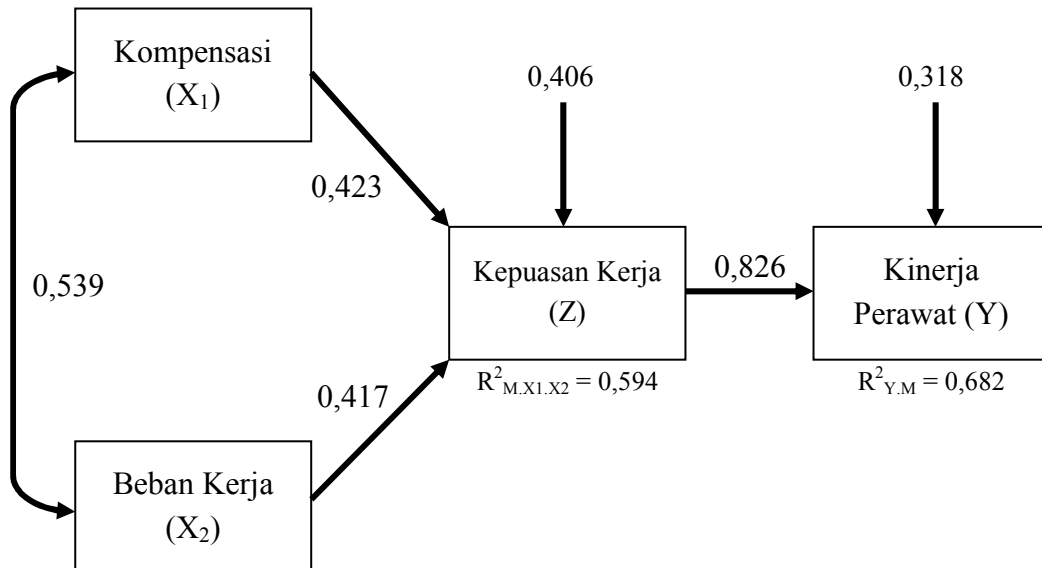 Kompensasi
(X₁)
0,406
0,318
0,423
0,539
Kepuasan Kerja
(Z)
0,826
Kinerja
Perawat (Y)
R²M.X1.X2 = 0,594
R²Y.M = 0,682
0,417
Beban Kerja
(X₂)